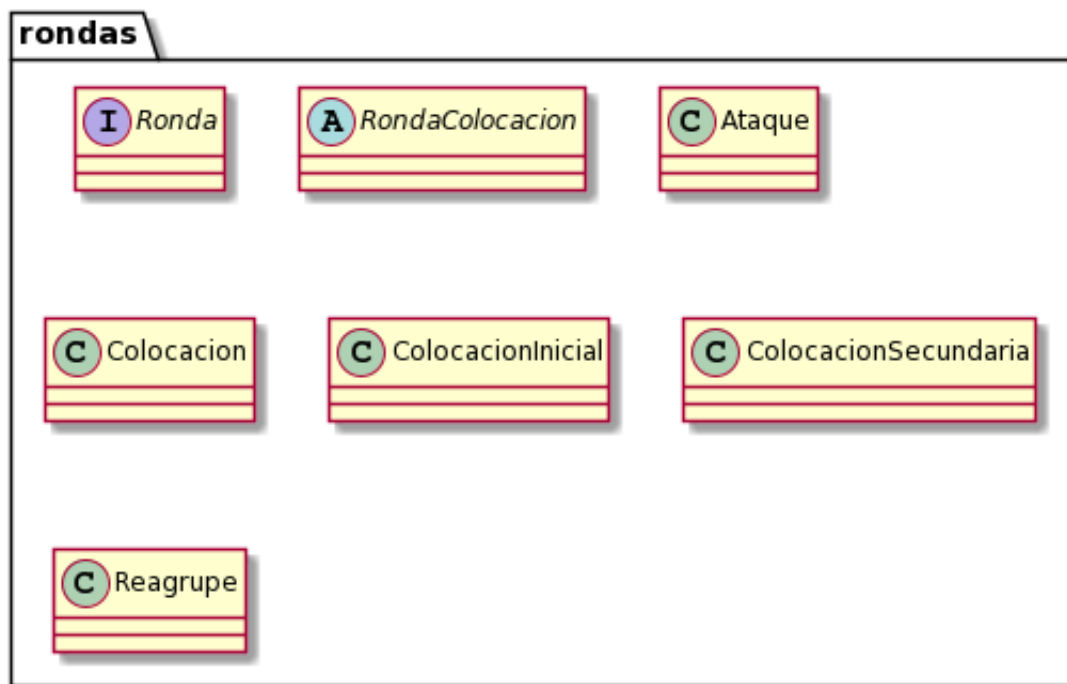 rondas
I Ronda
A RondaColocacion
C Ataque
C Colocacion
C ColocacionInicial
C ColocacionSecundaria
C Reagrupe